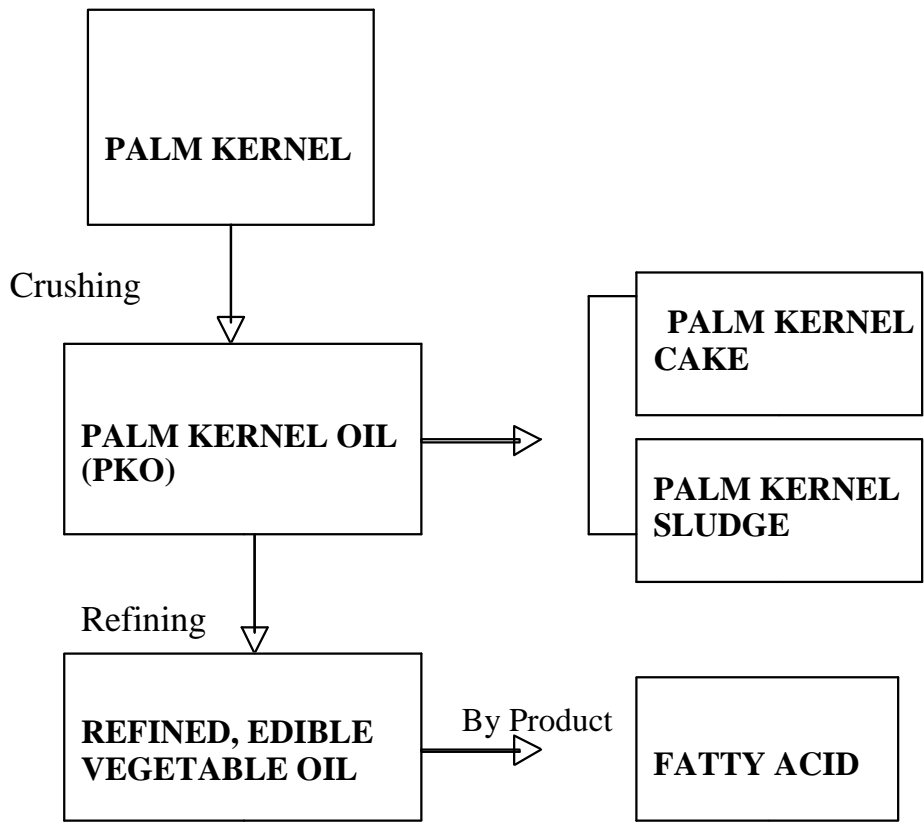 PALM KERNEL
Crushing
PALM KERNEL OIL
(PKO)
PALM KERNEL
CAKE
PALM KERNEL
SLUDGE
Refining
REFINED, EDIBLE
VEGETABLE OIL
By Product
FATTY ACID